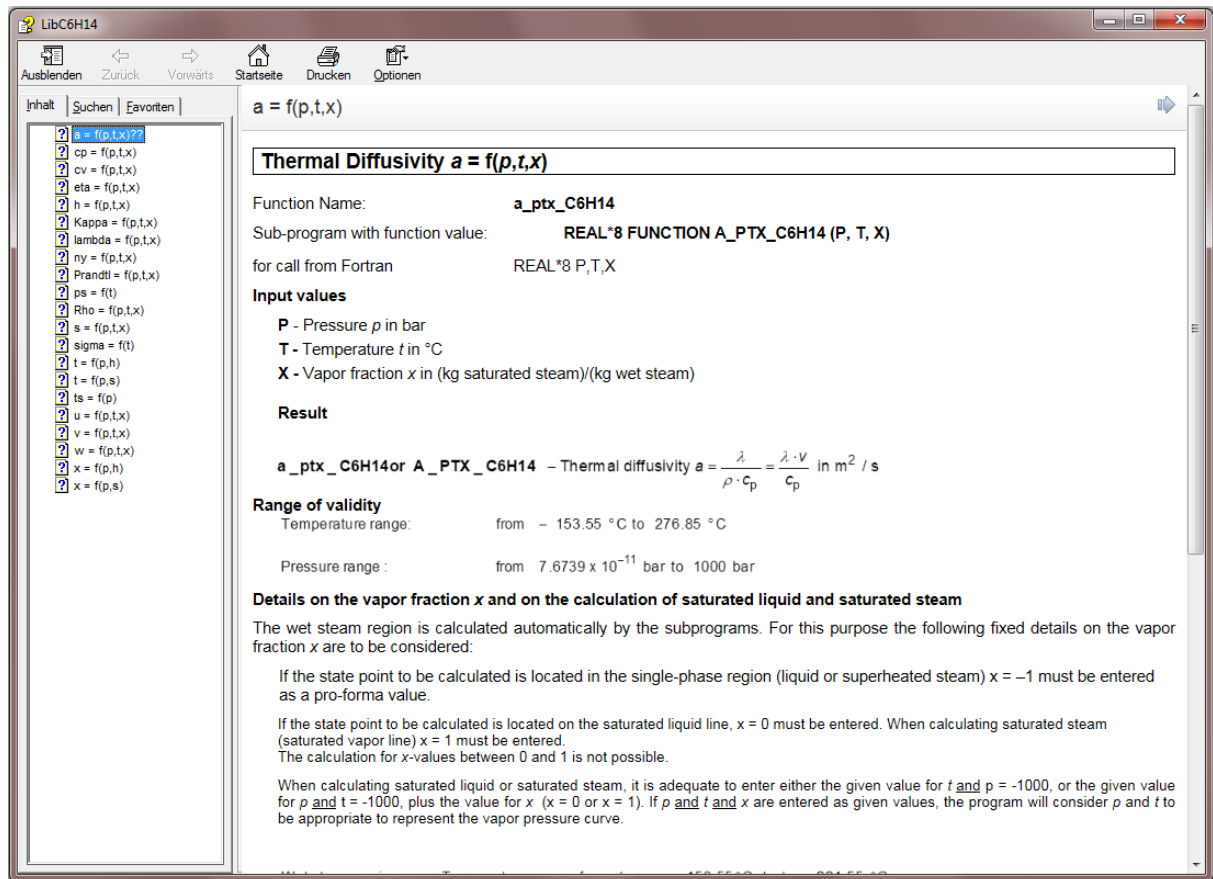 LibC6H14
Ausblenden Zurück Vorwärts Startseite Drucken Optionen
Inhalt Suchen Favoriten
a = f(p,t,x)??
cp = f(p,t,x)
cv = f(p,t,x)
eta = f(p,t,x)
h = f(p,t,x)
Kappa = f(p,t,x)
lambda = f(p,t,x)
ny = f(p,t,x)
Prandtl = f(p,t,x)
ps = f(t)
Rho = f(p,t,x)
s = f(p,t,x)
sigma = f(t)
t = f(p,h)
t = f(p,s)
ts = f(p)
u = f(p,t,x)
v = f(p,t,x)
w = f(p,t,x)
x = f(p,h)
x = f(p,s)
a = f(p,t,x)
Thermal Diffusivity a = f(p,t,x)
Function Name: a_ptx_C6H14
Sub-program with function value: REAL*8 FUNCTION A_PTX_C6H14 (P, T, X)
for call from Fortran REAL*8 P,T,X
Input values
P - Pressure p in bar
T - Temperature t in °C
X - Vapor fraction x in (kg saturated steam)/(kg wet steam)
Result
a_ptx_C6H14or A_PTX_C6H14 – Thermal diffusivity a = λ / (ρ · cp) = λ · v / cp in m² / s
Range of validity
Temperature range: from – 153.55 °C to 276.85 °C
Pressure range : from 7.6739 x 10⁻¹¹ bar to 1000 bar
Details on the vapor fraction x and on the calculation of saturated liquid and saturated steam
The wet steam region is calculated automatically by the subprograms. For this purpose the following fixed details on the vapor
fraction x are to be considered:
If the state point to be calculated is located in the single-phase region (liquid or superheated steam) x = –1 must be entered
as a pro-forma value.
If the state point to be calculated is located on the saturated liquid line, x = 0 must be entered. When calculating saturated steam
(saturated vapor line) x = 1 must be entered.
The calculation for x-values between 0 and 1 is not possible.
When calculating saturated liquid or saturated steam, it is adequate to enter either the given value for t and p = -1000, or the given value
for p and t = -1000, plus the value for x (x = 0 or x = 1). If p and t and x are entered as given values, the program will consider p and t to
be appropriate to represent the vapor pressure curve.